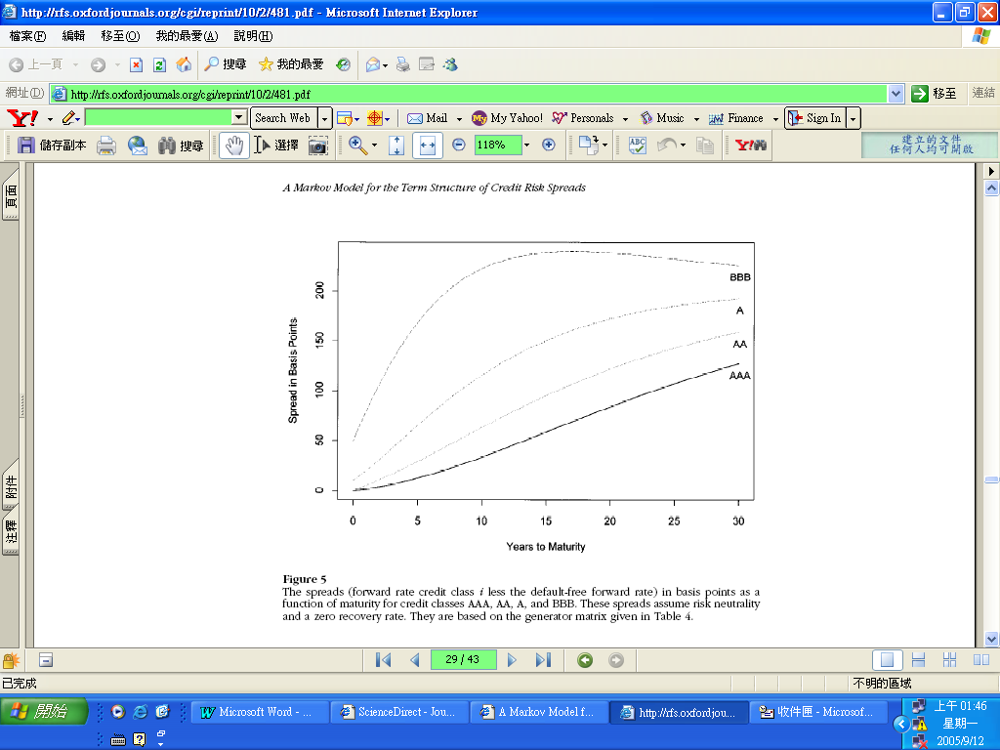 http://rfs.oxfordjournals.org/cgi/reprint/10/2/481.pdf - Microsoft Internet Explorer
檔案(F) 編輯 移至(O) 我的最愛(A) 說明(H)
上一頁 搜尋 我的最愛
網址(D) http://rfs.oxfordjournals.org/cgi/reprint/10/2/481.pdf 移至 連結
Y! Search Web Mail My Yahoo! Personals Music Finance Sign In
儲存副本 搜尋 選擇 118% Y! 建立的文件
任何人均可開啟
頁面
附件
注釋
A Markov Model for the Term Structure of Credit Risk Spreads
Spread in Basis Points
200
150
100
50
0
BBB
A
AA
AAA
0 5 10 15 20 25 30
Years to Maturity
Figure 5
The spreads (forward rate credit class i less the default-free forward rate) in basis points as a
function of maturity for credit classes AAA, AA, A, and BBB. These spreads assume risk neutrality
and a zero recovery rate. They are based on the generator matrix given in Table 4.
29 / 43
已完成 不明的區域
開始 Microsoft Word - ... ScienceDirect - Jou... A Markov Model f... http://rfs.oxfordjou... 收件匣 - Microsof...
上午 01:46
星期一
2005/9/12